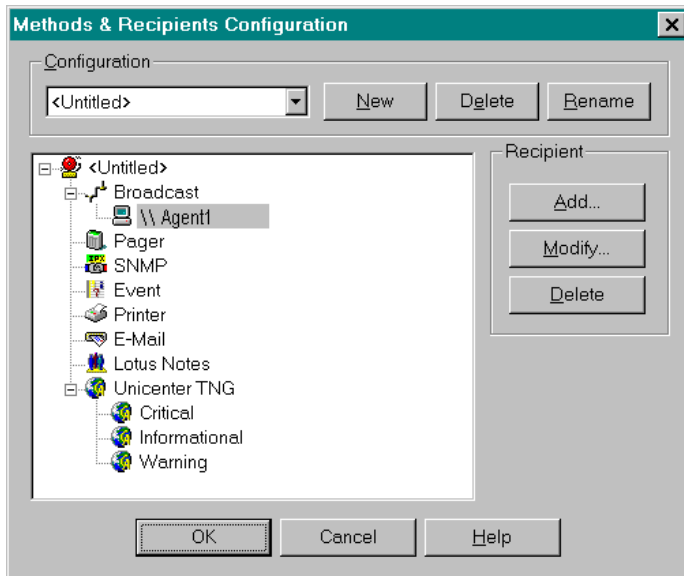 Methods & Recipients Configuration
Configuration
<Untitled>
New
Delete
Rename
<Untitled>
Broadcast
\\ Agent1
Pager
SNMP
Event
Printer
E-Mail
Lotus Notes
Unicenter TNG
Critical
Informational
Warning
Recipient
Add...
Modify...
Delete
OK
Cancel
Help